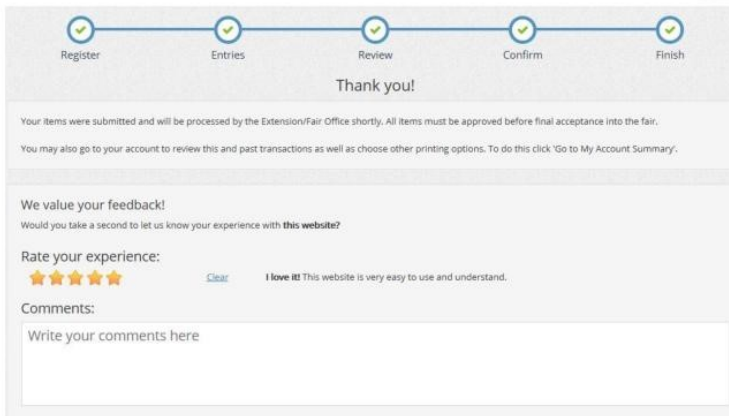 Register Entries Review Confirm Finish
Thank you!
Your items were submitted and will be processed by the Extension/Fair Office shortly. All items must be approved before final acceptance into the fair.
You may also go to your account to review this and past transactions as well as choose other printing options. To do this click 'Go to My Account Summary'.
We value your feedback!
Would you take a second to let us know your experience with this website?
Rate your experience:
Clear I love it! This website is very easy to use and understand.
Comments:
Write your comments here